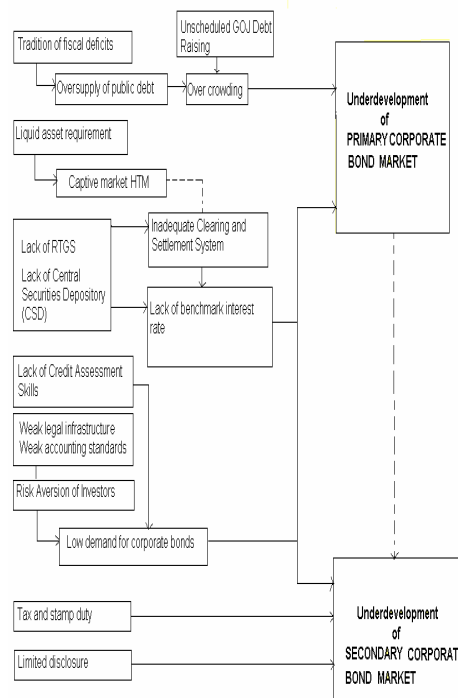 Unscheduled GOJ Debt
Raising
Tradition of fiscal deficits
Oversupply of public debt
Over crowding
Underdevelopment
of
PRIMARY CORPORATE
BOND MARKET
Liquid asset requirement
Captive market HTM
Inadequate Clearing and
Settlement System
Lack of RTGS
Lack of Central
Securities Depository
(CSD)
Lack of benchmark interest
rate
Lack of Credit Assessment
Skills
Weak legal infrastructure
Weak accounting standards
Risk Aversion of Investors
Low demand for corporate bonds
Tax and stamp duty
Limited disclosure
Underdevelopment
of
SECONDARY CORPORAT
BOND MARKET